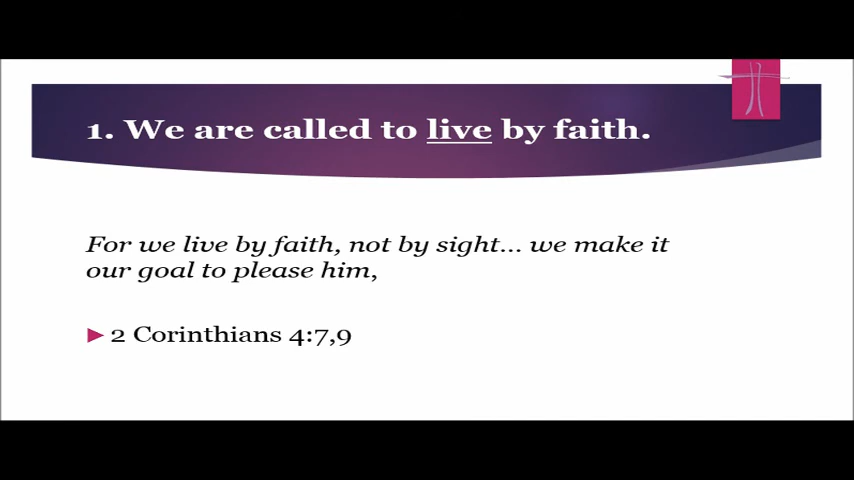 1. We are called to live by faith.
For we live by faith, not by sight... we make it
our goal to please him,
2 Corinthians 4:7,9